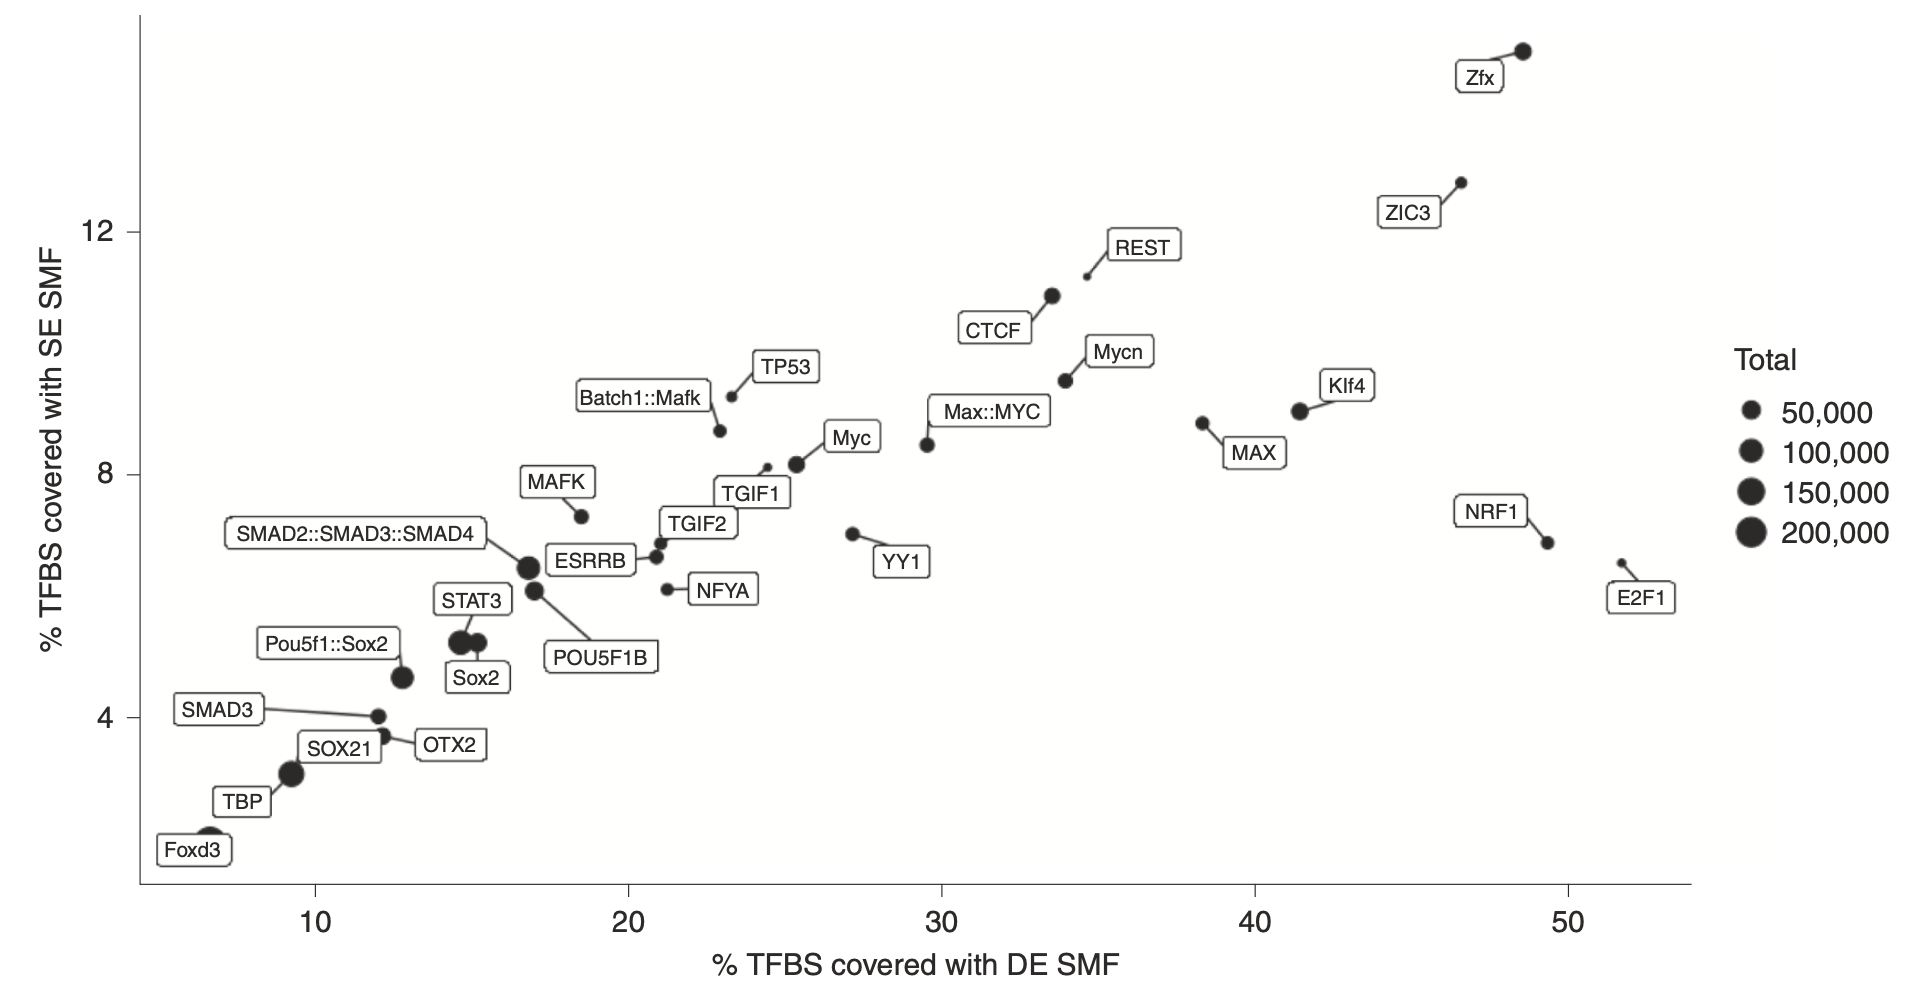 Zfx
ZIC3
12
REST
CTCF
Mycn
TP53
Total
Klf4
Batch1::Mafk
Max::MYC
50,000
Myc
MAX
100,000
8
MAFK
TGIF1
150,000
NRF1
TGIF2
SMAD2::SMAD3::SMAD4
200,000
ESRRB
YY1
NFYA
E2F1
STAT3
Pou5f1::Sox2
POU5F1B
Sox2
SMAD3
4
SOX21
OTX2
TBP
Foxd3
% TFBS covered with SE SMF
10
20
30
40
50
% TFBS covered with DE SMF